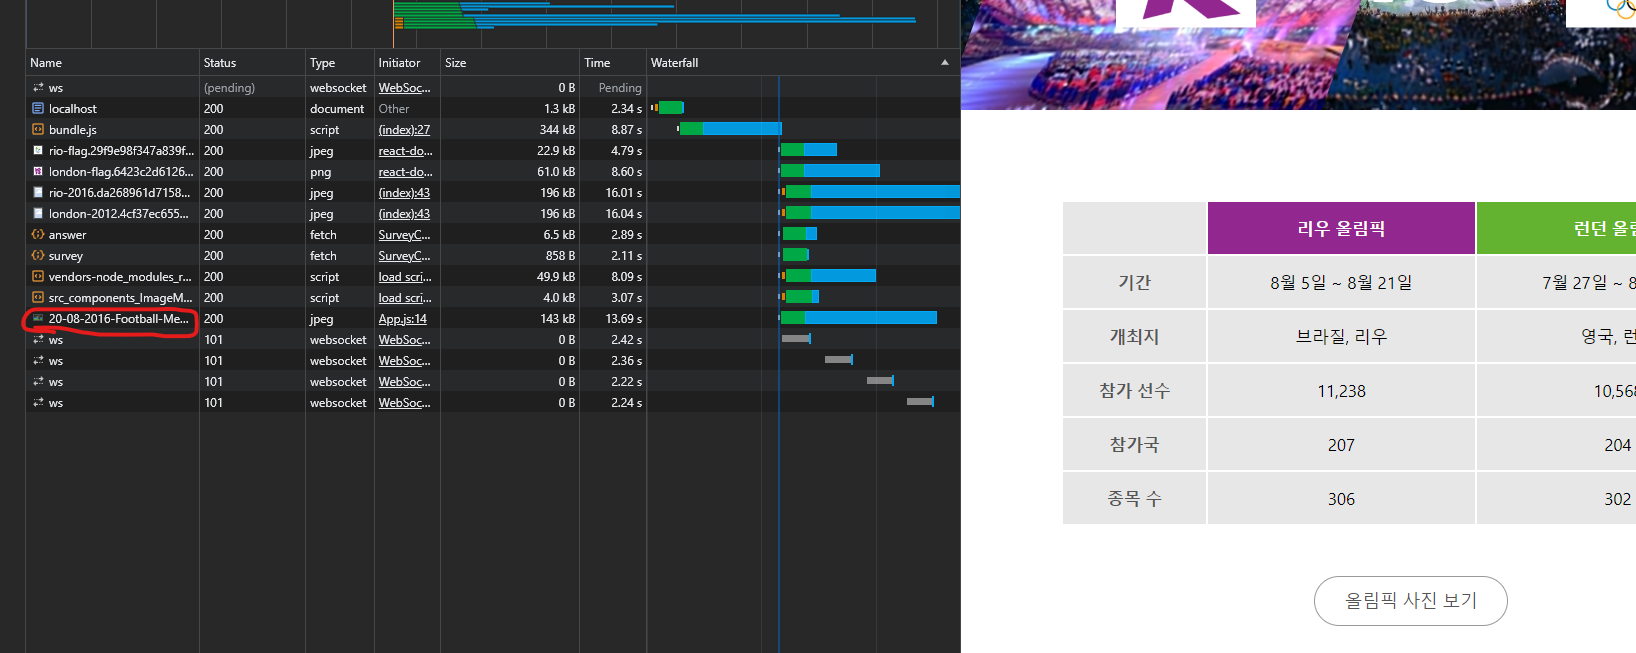 Name Status Type Initiator Size Time Waterfall
ws (pending) websocket WebSoc... 0 B Pending
localhost 200 document Other 1.3 kB 2.34 s
bundle.js 200 script (index):27 344 kB 8.87 s
rio-flag.29f9e98f347a839f... 200 jpeg react-do... 22.9 kB 4.79 s
london-flag.6423c2d6126... 200 png react-do... 61.0 kB 8.60 s
rio-2016.da268961d7158... 200 jpeg (index):43 196 kB 16.01 s
london-2012.4cf37ec655... 200 jpeg (index):43 196 kB 16.04 s
answer 200 fetch SurveyC... 6.5 kB 2.89 s
survey 200 fetch SurveyC... 858 B 2.11 s
vendors-node_modules_r... 200 script load scri... 49.9 kB 8.09 s
src_components_ImageM... 200 script load scri... 4.0 kB 3.07 s
20-08-2016-Football-Me... 200 jpeg App.js:14 143 kB 13.69 s
ws 101 websocket WebSoc... 0 B 2.42 s
ws 101 websocket WebSoc... 0 B 2.36 s
ws 101 websocket WebSoc... 0 B 2.22 s
ws 101 websocket WebSoc... 0 B 2.24 s
리우 올림픽 런던
기간 8월 5일 ~ 8월 21일 7월 27일 ~ 8
개최지 브라질, 리우 영국,
참가 선수 11,238 10,568
참가국 207 204
종목 수 306 302
올림픽 사진 보기